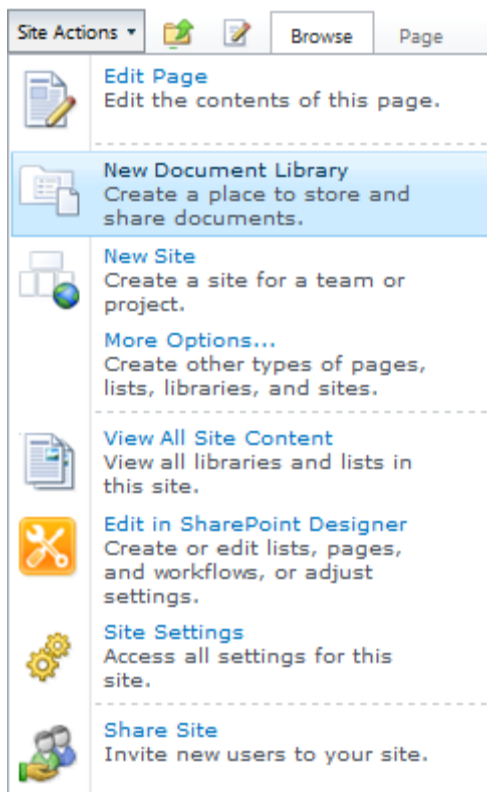 Site Actions Browse Page
Edit Page
Edit the contents of this page.
New Document Library
Create a place to store and
share documents.
New Site
Create a site for a team or
project.
More Options...
Create other types of pages,
lists, libraries, and sites.
View All Site Content
View all libraries and lists in
this site.
Edit in SharePoint Designer
Create or edit lists, pages,
and workflows, or adjust
settings.
Site Settings
Access all settings for this
site.
Share Site
Invite new users to your site.